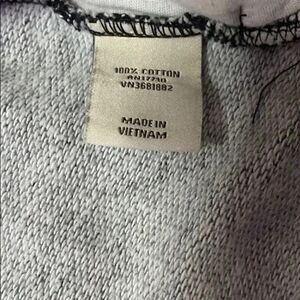 100% COTTON
RN17730
VN3681882
MADE IN
VIETNAM